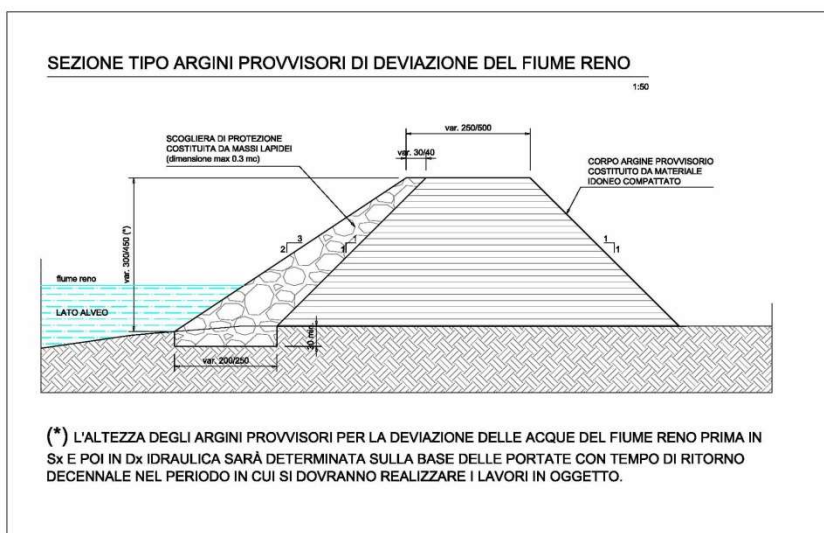 SEZIONE TIPO ARGINI PROVVISORI DI DEVIAZIONE DEL FIUME RENO
1:50
var. 250/500
SCOGLIERA DI PROTEZIONE
COSTITUITA DA MASSI LAPIDEI
(dimensione max 0.3 mc)
var. 30/40
CORPO ARGINE PROVVISORIO
COSTITUITO DA MATERIALE
IDONEO COMPATTATO
var. 300/450 (*)
3
2
1
1
1
1
fiume reno
LATO ALVEO
30 min.
var. 200/250
(*) L'ALTEZZA DEGLI ARGINI PROVVISORI PER LA DEVIAZIONE DELLE ACQUE DEL FIUME RENO PRIMA IN
Sx E POI IN Dx IDRAULICA SARÀ DETERMINATA SULLA BASE DELLE PORTATE CON TEMPO DI RITORNO
DECENNALE NEL PERIODO IN CUI SI DOVRANNO REALIZZARE I LAVORI IN OGGETTO.